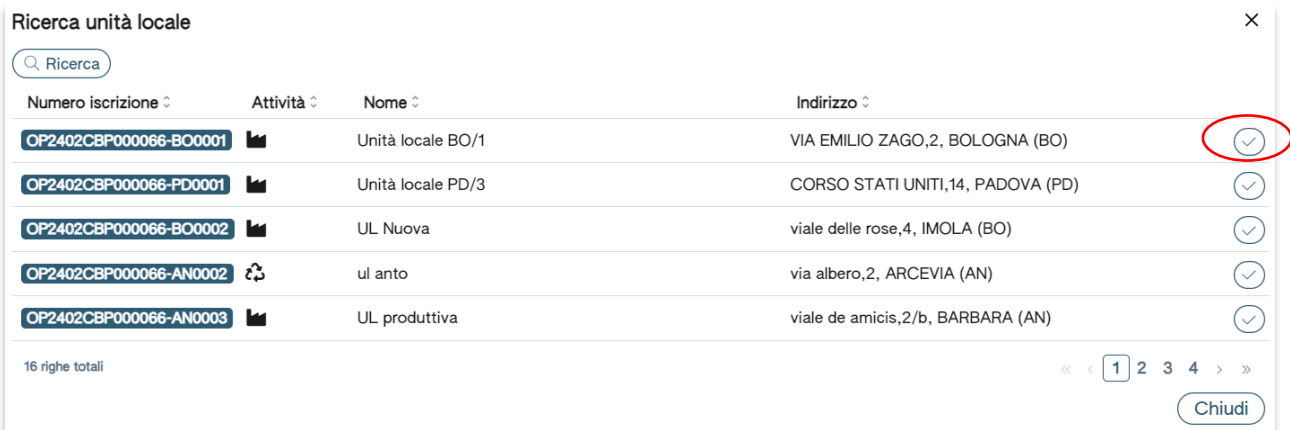 Ricerca unità locale
Ricerca
Numero iscrizione Attività Nome Indirizzo
OP2402CBP000066-BO0001 Unità locale BO/1 VIA EMILIO ZAGO,2, BOLOGNA (BO)
OP2402CBP000066-PD0001 Unità locale PD/3 CORSO STATI UNITI,14, PADOVA (PD)
OP2402CBP000066-BO0002 UL Nuova viale delle rose,4, IMOLA (BO)
OP2402CBP000066-AN0002 ul anto via albero,2, ARCEVIA (AN)
OP2402CBP000066-AN0003 UL produttiva viale de amicis,2/b, BARBARA (AN)
16 righe totali « ‹ 1 2 3 4 › »
Chiudi